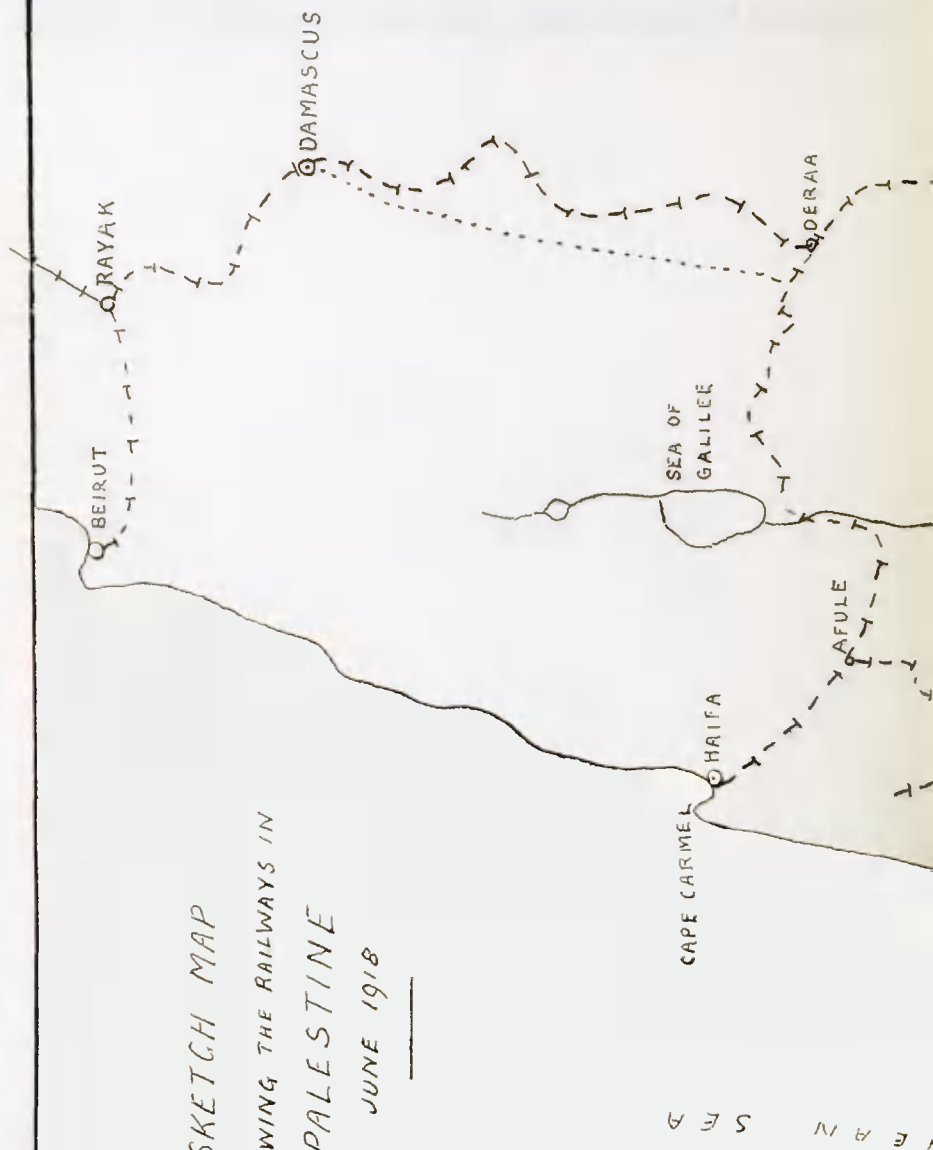 SKETCH MAP
WING THE RAILWAYS IN
PALESTINE
JUNE 1918
RAYAK
DAMASCUS
BEIRUT
DERAA
SEA OF
GALILEE
AFULE
HAIFA
CAPE CARMEL
EAN SEA